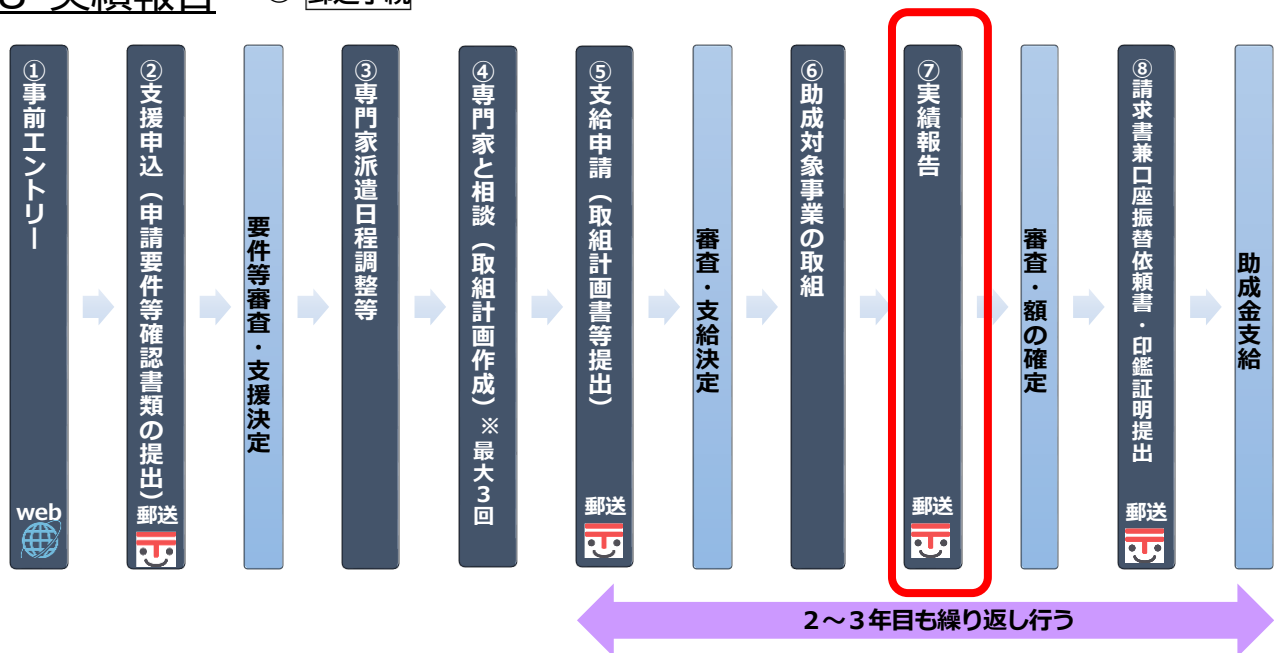 実績報告
①事前エントリー
web
②支援申込（申請要件等確認書類の提出）
郵送
要件等審査・支援決定
③専門家派遣日程調整等
④専門家と相談（取組計画作成）※最大3回
⑤支給申請（取組計画書等提出）
郵送
審査・支給決定
⑥助成対象事業の取組
⑦実績報告
郵送
審査・額の確定
⑧請求書兼口座振替依頼書・印鑑証明提出
郵送
助成金支給
２～３年目も繰り返し行う